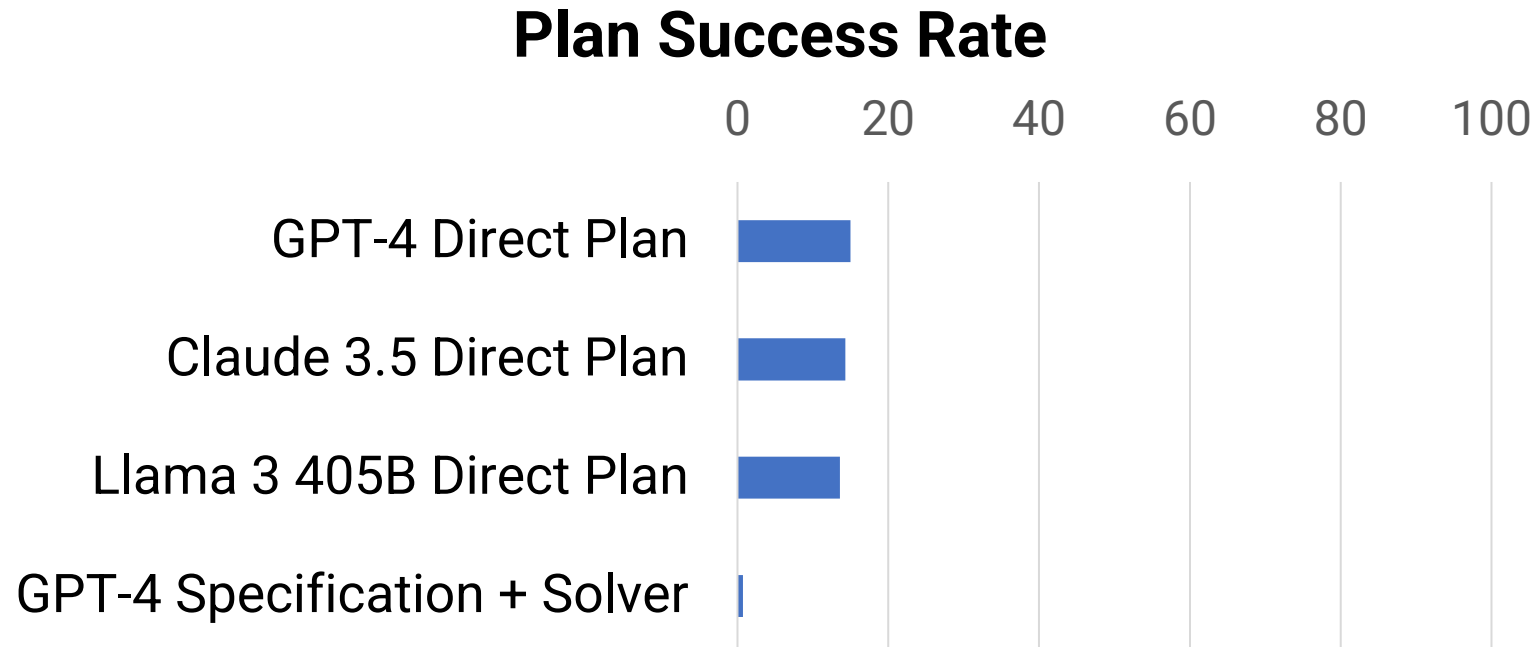 Plan Success Rate
0 20 40 60 80 100
GPT-4 Direct Plan
Claude 3.5 Direct Plan
Llama 3 405B Direct Plan
GPT-4 Specification + Solver